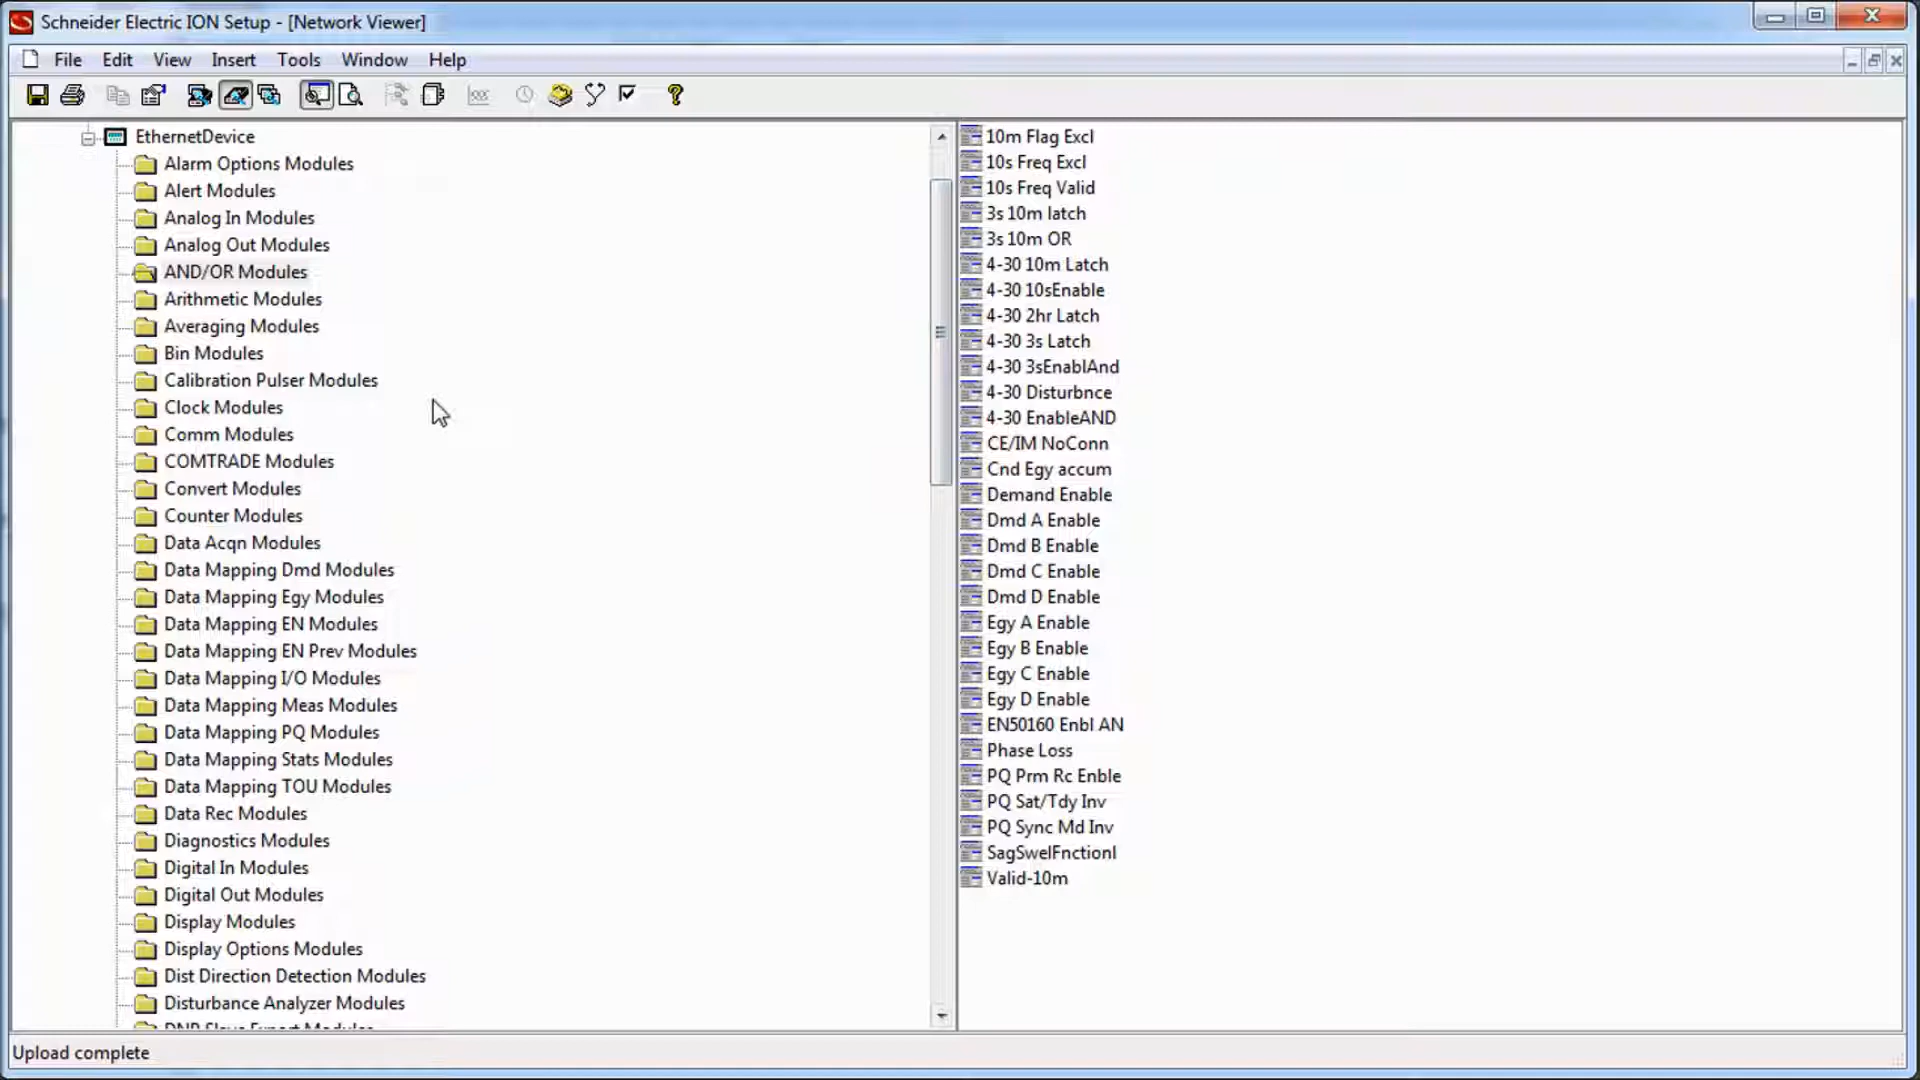 Schneider Electric ION Setup - [Network Viewer]
File Edit View Insert Tools Window Help
EthernetDevice
Alarm Options Modules
Alert Modules
Analog In Modules
Analog Out Modules
AND/OR Modules
Arithmetic Modules
Averaging Modules
Bin Modules
Calibration Pulser Modules
Clock Modules
Comm Modules
COMTRADE Modules
Convert Modules
Counter Modules
Data Acqn Modules
Data Mapping Dmd Modules
Data Mapping Egy Modules
Data Mapping EN Modules
Data Mapping EN Prev Modules
Data Mapping I/O Modules
Data Mapping Meas Modules
Data Mapping PQ Modules
Data Mapping Stats Modules
Data Mapping TOU Modules
Data Rec Modules
Diagnostics Modules
Digital In Modules
Digital Out Modules
Display Modules
Display Options Modules
Dist Direction Detection Modules
Disturbance Analyzer Modules
DNP Slave Export Modules
10m Flag Excl
10s Freq Excl
10s Freq Valid
3s 10m latch
3s 10m OR
4-30 10m Latch
4-30 10sEnable
4-30 2hr Latch
4-30 3s Latch
4-30 3sEnablAnd
4-30 Disturbnce
4-30 EnableAND
CE/IM NoConn
Cnd Egy accum
Demand Enable
Dmd A Enable
Dmd B Enable
Dmd C Enable
Dmd D Enable
Egy A Enable
Egy B Enable
Egy C Enable
Egy D Enable
EN50160 Enbl AN
Phase Loss
PQ Prm Rc Enble
PQ Sat/Tdy Inv
PQ Sync Md Inv
SagSwelFnctionl
Valid-10m
Upload complete